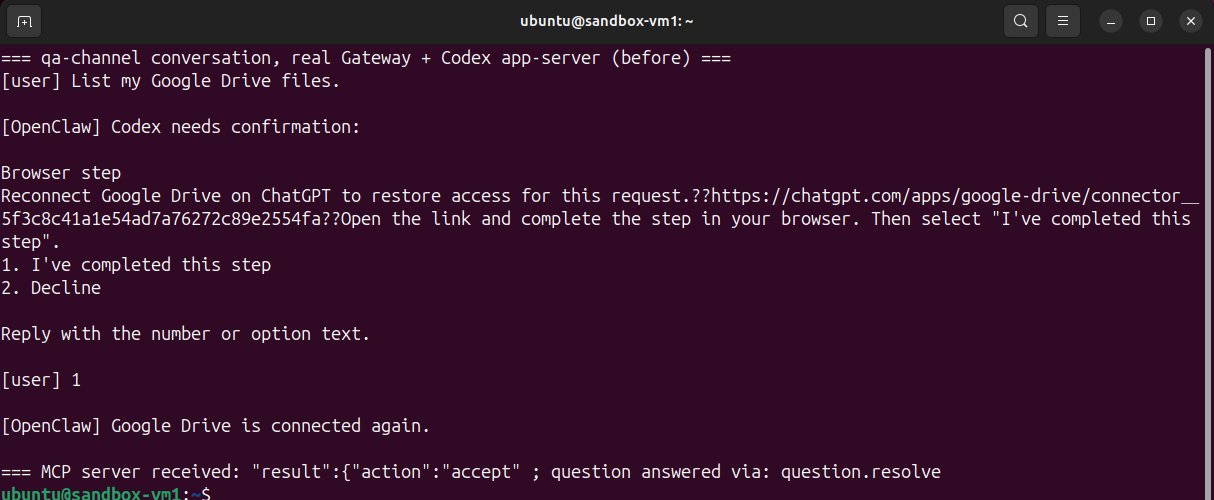 ubuntu@sandbox-vm1: ~
=== qa-channel conversation, real Gateway + Codex app-server (before) ===
[user] List my Google Drive files.
[OpenClaw] Codex needs confirmation:
Browser step
Reconnect Google Drive on ChatGPT to restore access for this request.??https://chatgpt.com/apps/google-drive/connector__
5f3c8c41a1e54ad7a76272c89e2554fa??Open the link and complete the step in your browser. Then select "I've completed this
step".
1. I've completed this step
2. Decline
Reply with the number or option text.
[user] 1
[OpenClaw] Google Drive is connected again.
=== MCP server received: "result":{"action":"accept" ; question answered via: question.resolve
ubuntu@sandbox-vm1:~$